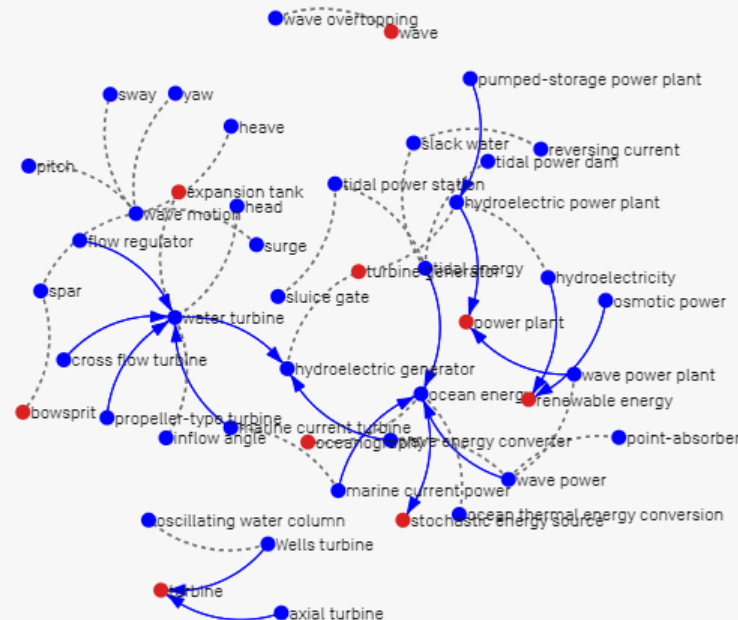 wave overtopping
wave
pumped-storage power plant
sway
yaw
heave
slack water
reversing current
tidal power dam
pitch
tidal power station
expansion tank
head
hydroelectric power plant
wave motion
flow regulator
surge
tidal energy
turbine generator
hydroelectricity
spar
sluice gate
osmotic power
water turbine
power plant
cross flow turbine
hydroelectric generator
wave power plant
ocean energy
renewable energy
bowsprit
propeller-type turbine
marine current turbine
inflow angle
oceanography
wave energy converter
point-absorber
wave power
marine current power
ocean thermal energy conversion
oscillating water column
stochastic energy source
Wells turbine
turbine
axial turbine